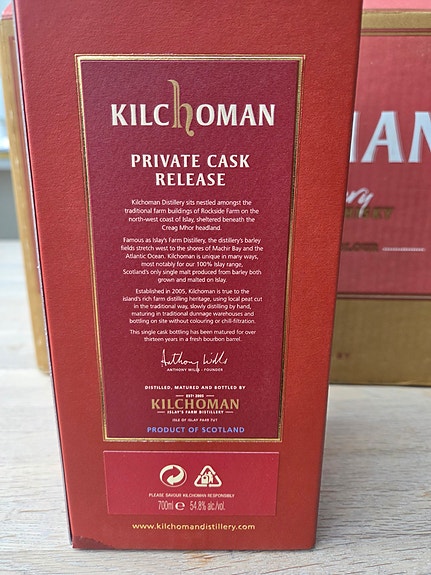 KILCHOMAN
PRIVATE CASK
RELEASE
Kilchoman Distillery sits nestled amongst the
traditional farm buildings of Rockside Farm on the
north-west coast of Islay, sheltered beneath the
Creag Mhor headland.
Famous as Islay's Farm Distillery, the distillery's barley
fields stretch west to the shores of Machir Bay and the
Atlantic Ocean. Kilchoman is unique in many ways,
most notably for our 100% Islay range,
Scotland's only single malt produced from barley both
grown and malted on Islay.
Established in 2005, Kilchoman is true to the
island's rich farm distilling heritage, using local peat cut
in the traditional way, slowly distilling by hand,
maturing in traditional dunnage warehouses and
bottling on site without colouring or chill-filtration.
This single cask bottling has been matured for over
thirteen years in a fresh bourbon barrel.
Anthony Wills
ANTHONY WILLS · FOUNDER
DISTILLED, MATURED AND BOTTLED BY
EST 2005
KILCHOMAN
ISLAY'S FARM DISTILLERY
ISLE OF ISLAY PA49 7UT
PRODUCT OF SCOTLAND
PLEASE SAVOUR KILCHOMAN RESPONSIBLY
700ml e 54.8% alc./vol.
www.kilchomandistillery.com
IAN
BY